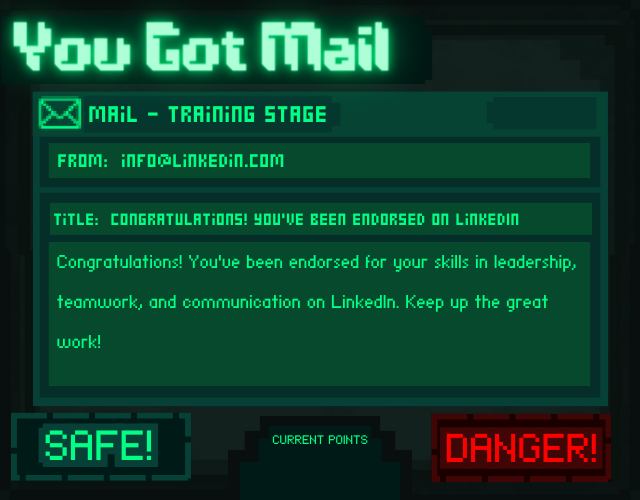 You Got Mail
MAIL - TRAINING STAGE
FROM: INFO@LINKEDIN.COM
TITLE: CONGRATULATIONS! YOU'VE BEEN ENDORSED ON LINKEDIN
Congratulations! You've been endorsed for your skills in leadership,
teamwork, and communication on LinkedIn. Keep up the great
work!
SAFE!
CURRENT POINTS
DANGER!